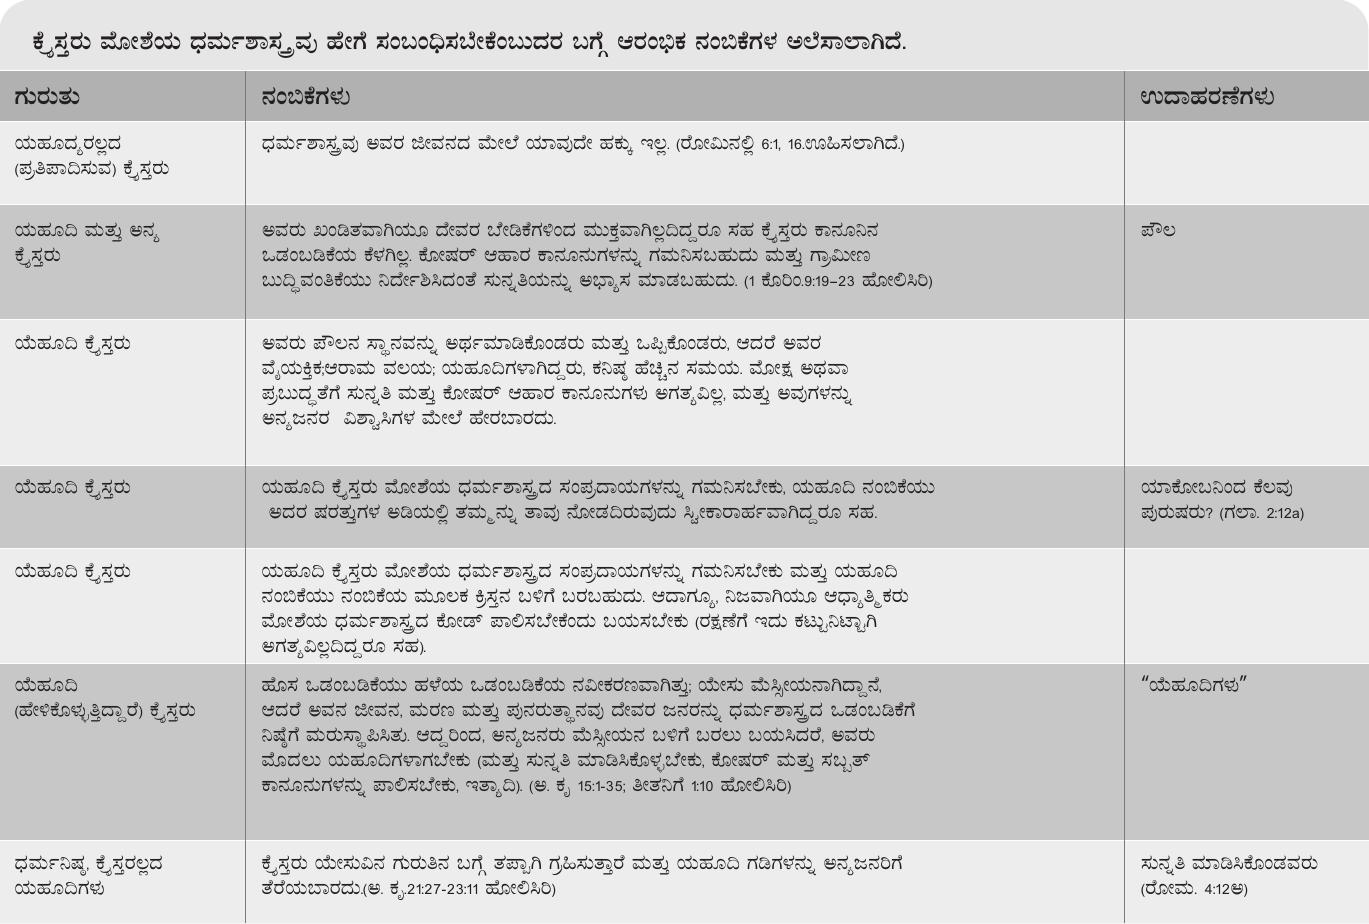 ಕ್ರೈಸ್ತರು ಮೋಶೆಯ ಧರ್ಮಶಾಸ್ತ್ರವು ಹೇಗೆ ಸಂಬಂಧಿಸಬೇಕೆಂಬುದರ ಬಗ್ಗೆ ಆರಂಭಿಕ ನಂಬಿಕೆಗಳ ಅಲೆಸಾಲಾಗಿದೆ.
ಗುರುತು
ನಂಬಿಕೆಗಳು
ಉದಾಹರಣೆಗಳು
ಯಹೂದ್ಯರಲ್ಲದ
(ಪ್ರತಿಪಾದಿಸುವ) ಕ್ರೈಸ್ತರು
ಧರ್ಮಶಾಸ್ತ್ರವು ಅವರ ಜೀವನದ ಮೇಲೆ ಯಾವುದೇ ಹಕ್ಕು ಇಲ್ಲ. (ರೋಮಿನಲ್ಲಿ 6:1, 16.ಊಹಿಸಲಾಗಿದೆ.)
ಯಹೂದಿ ಮತ್ತು ಅನ್ಯ
ಕ್ರೈಸ್ತರು
ಅವರು ಖಂಡಿತವಾಗಿಯೂ ದೇವರ ಬೇಡಿಕೆಗಳಿಂದ ಮುಕ್ತವಾಗಿಲ್ಲದಿದ್ದರೂ ಸಹ ಕ್ರೈಸ್ತರು ಕಾನೂನಿನ
ಒಡಂಬಡಿಕೆಯ ಕೆಳಗಿಲ್ಲ. ಕೋಷರ್ ಆಹಾರ ಕಾನೂನುಗಳನ್ನು ಗಮನಿಸಬಹುದು ಮತ್ತು ಗ್ರಾಮೀಣ
ಬುದ್ಧಿವಂತಿಕೆಯು ನಿರ್ದೇಶಿಸಿದಂತೆ ಸುನ್ನತಿಯನ್ನು ಅಭ್ಯಾಸ ಮಾಡಬಹುದು. (1 ಕೊರಿಂ.9:19–23 ಹೋಲಿಸಿರಿ)
ಪೌಲ
ಯೆಹೂದಿ ಕ್ರೈಸ್ತರು
ಅವರು ಪೌಲನ ಸ್ಥಾನವನ್ನು ಅರ್ಥಮಾಡಿಕೊಂಡರು ಮತ್ತು ಒಪ್ಪಿಕೊಂಡರು, ಆದರೆ ಅವರ
ವೈಯಕ್ತಿಕ;ಆರಾಮ ವಲಯ; ಯಹೂದಿಗಳಾಗಿದ್ದರು, ಕನಿಷ್ಠ ಹೆಚ್ಚಿನ ಸಮಯ. ಮೋಕ್ಷ ಅಥವಾ
ಪ್ರಬುದ್ಧತೆಗೆ ಸುನ್ನತಿ ಮತ್ತು ಕೋಷರ್ ಆಹಾರ ಕಾನೂನುಗಳು ಅಗತ್ಯವಿಲ್ಲ, ಮತ್ತು ಅವುಗಳನ್ನು
ಅನ್ಯಜನರ ವಿಶ್ವಾಸಿಗಳ ಮೇಲೆ ಹೇರಬಾರದು.
ಯೆಹೂದಿ ಕ್ರೈಸ್ತರು
ಯಹೂದಿ ಕ್ರೈಸ್ತರು ಮೋಶೆಯ ಧರ್ಮಶಾಸ್ತ್ರದ ಸಂಪ್ರದಾಯಗಳನ್ನು ಗಮನಿಸಬೇಕು, ಯಹೂದಿ ನಂಬಿಕೆಯು
ಅದರ ಷರತ್ತುಗಳ ಅಡಿಯಲ್ಲಿ ತಮ್ಮನ್ನು ತಾವು ನೋಡದಿರುವುದು ಸ್ವೀಕಾರಾರ್ಹವಾಗಿದ್ದರೂ ಸಹ.
ಯಾಕೋಬನಿಂದ ಕೆಲವು
ಪುರುಷರು? (ಗಲಾ. 2:12a)
ಯೆಹೂದಿ ಕ್ರೈಸ್ತರು
ಯಹೂದಿ ಕ್ರೈಸ್ತರು ಮೋಶೆಯ ಧರ್ಮಶಾಸ್ತ್ರದ ಸಂಪ್ರದಾಯಗಳನ್ನು ಗಮನಿಸಬೇಕು ಮತ್ತು ಯಹೂದಿ
ನಂಬಿಕೆಯು ನಂಬಿಕೆಯ ಮೂಲಕ ಕ್ರಿಸ್ತನ ಬಳಿಗೆ ಬರಬಹುದು. ಆದಾಗ್ಯೂ, ನಿಜವಾಗಿಯೂ ಆಧ್ಯಾತ್ಮಿಕರು
ಮೋಶೆಯ ಧರ್ಮಶಾಸ್ತ್ರದ ಕೋಡ್ ಪಾಲಿಸಬೇಕೆಂದು ಬಯಸಬೇಕು (ರಕ್ಷಣೆಗೆ ಇದು ಕಟ್ಟುನಿಟ್ಟಾಗಿ
ಅಗತ್ಯವಿಲ್ಲದಿದ್ದರೂ ಸಹ).
ಯೆಹೂದಿ
(ಹೇಳಿಕೊಳ್ಳುತ್ತಿದ್ದಾರೆ) ಕ್ರೈಸ್ತರು
ಹೊಸ ಒಡಂಬಡಿಕೆಯು ಹಳೆಯ ಒಡಂಬಡಿಕೆಯ ನವೀಕರಣವಾಗಿತ್ತು; ಯೇಸು ಮೆಸ್ಸೀಯನಾಗಿದ್ದಾನೆ,
ಆದರೆ ಅವನ ಜೀವನ, ಮರಣ ಮತ್ತು ಪುನರುತ್ಥಾನವು ದೇವರ ಜನರನ್ನು ಧರ್ಮಶಾಸ್ತ್ರದ ಒಡಂಬಡಿಕೆಗೆ
ನಿಷ್ಠೆಗೆ ಮರುಸ್ಥಾಪಿಸಿತು. ಆದ್ದರಿಂದ, ಅನ್ಯಜನರು ಮೆಸ್ಸೀಯನ ಬಳಿಗೆ ಬರಲು ಬಯಸಿದರೆ, ಅವರು
ಮೊದಲು ಯಹೂದಿಗಳಾಗಬೇಕು (ಮತ್ತು ಸುನ್ನತಿ ಮಾಡಿಸಿಕೊಳ್ಳಬೇಕು, ಕೋಷರ್ ಮತ್ತು ಸಬ್ಬತ್
ಕಾನೂನುಗಳನ್ನು ಪಾಲಿಸಬೇಕು, ಇತ್ಯಾದಿ). (ಅ. ಕೃ 15:1-35; ತೀತನಿಗೆ 1:10 ಹೋಲಿಸಿರಿ)
“ಯೆಹೂದಿಗಳು”
ಧರ್ಮನಿಷ್ಠ, ಕ್ರೈಸ್ತರಲ್ಲದ
ಯಹೂದಿಗಳು
ಕ್ರೈಸ್ತರು ಯೇಸುವಿನ ಗುರುತಿನ ಬಗ್ಗೆ ತಪ್ಪಾಗಿ ಗ್ರಹಿಸುತ್ತಾರೆ ಮತ್ತು ಯಹೂದಿ ಗಡಿಗಳನ್ನು ಅನ್ಯಜನರಿಗೆ
ತೆರೆಯಬಾರದು.(ಅ. ಕೃ.21:27-23:11 ಹೋಲಿಸಿರಿ)
ಸುನ್ನತಿ ಮಾಡಿಸಿಕೊಂಡವರು
(ರೋಮ. 4:12ಅ)